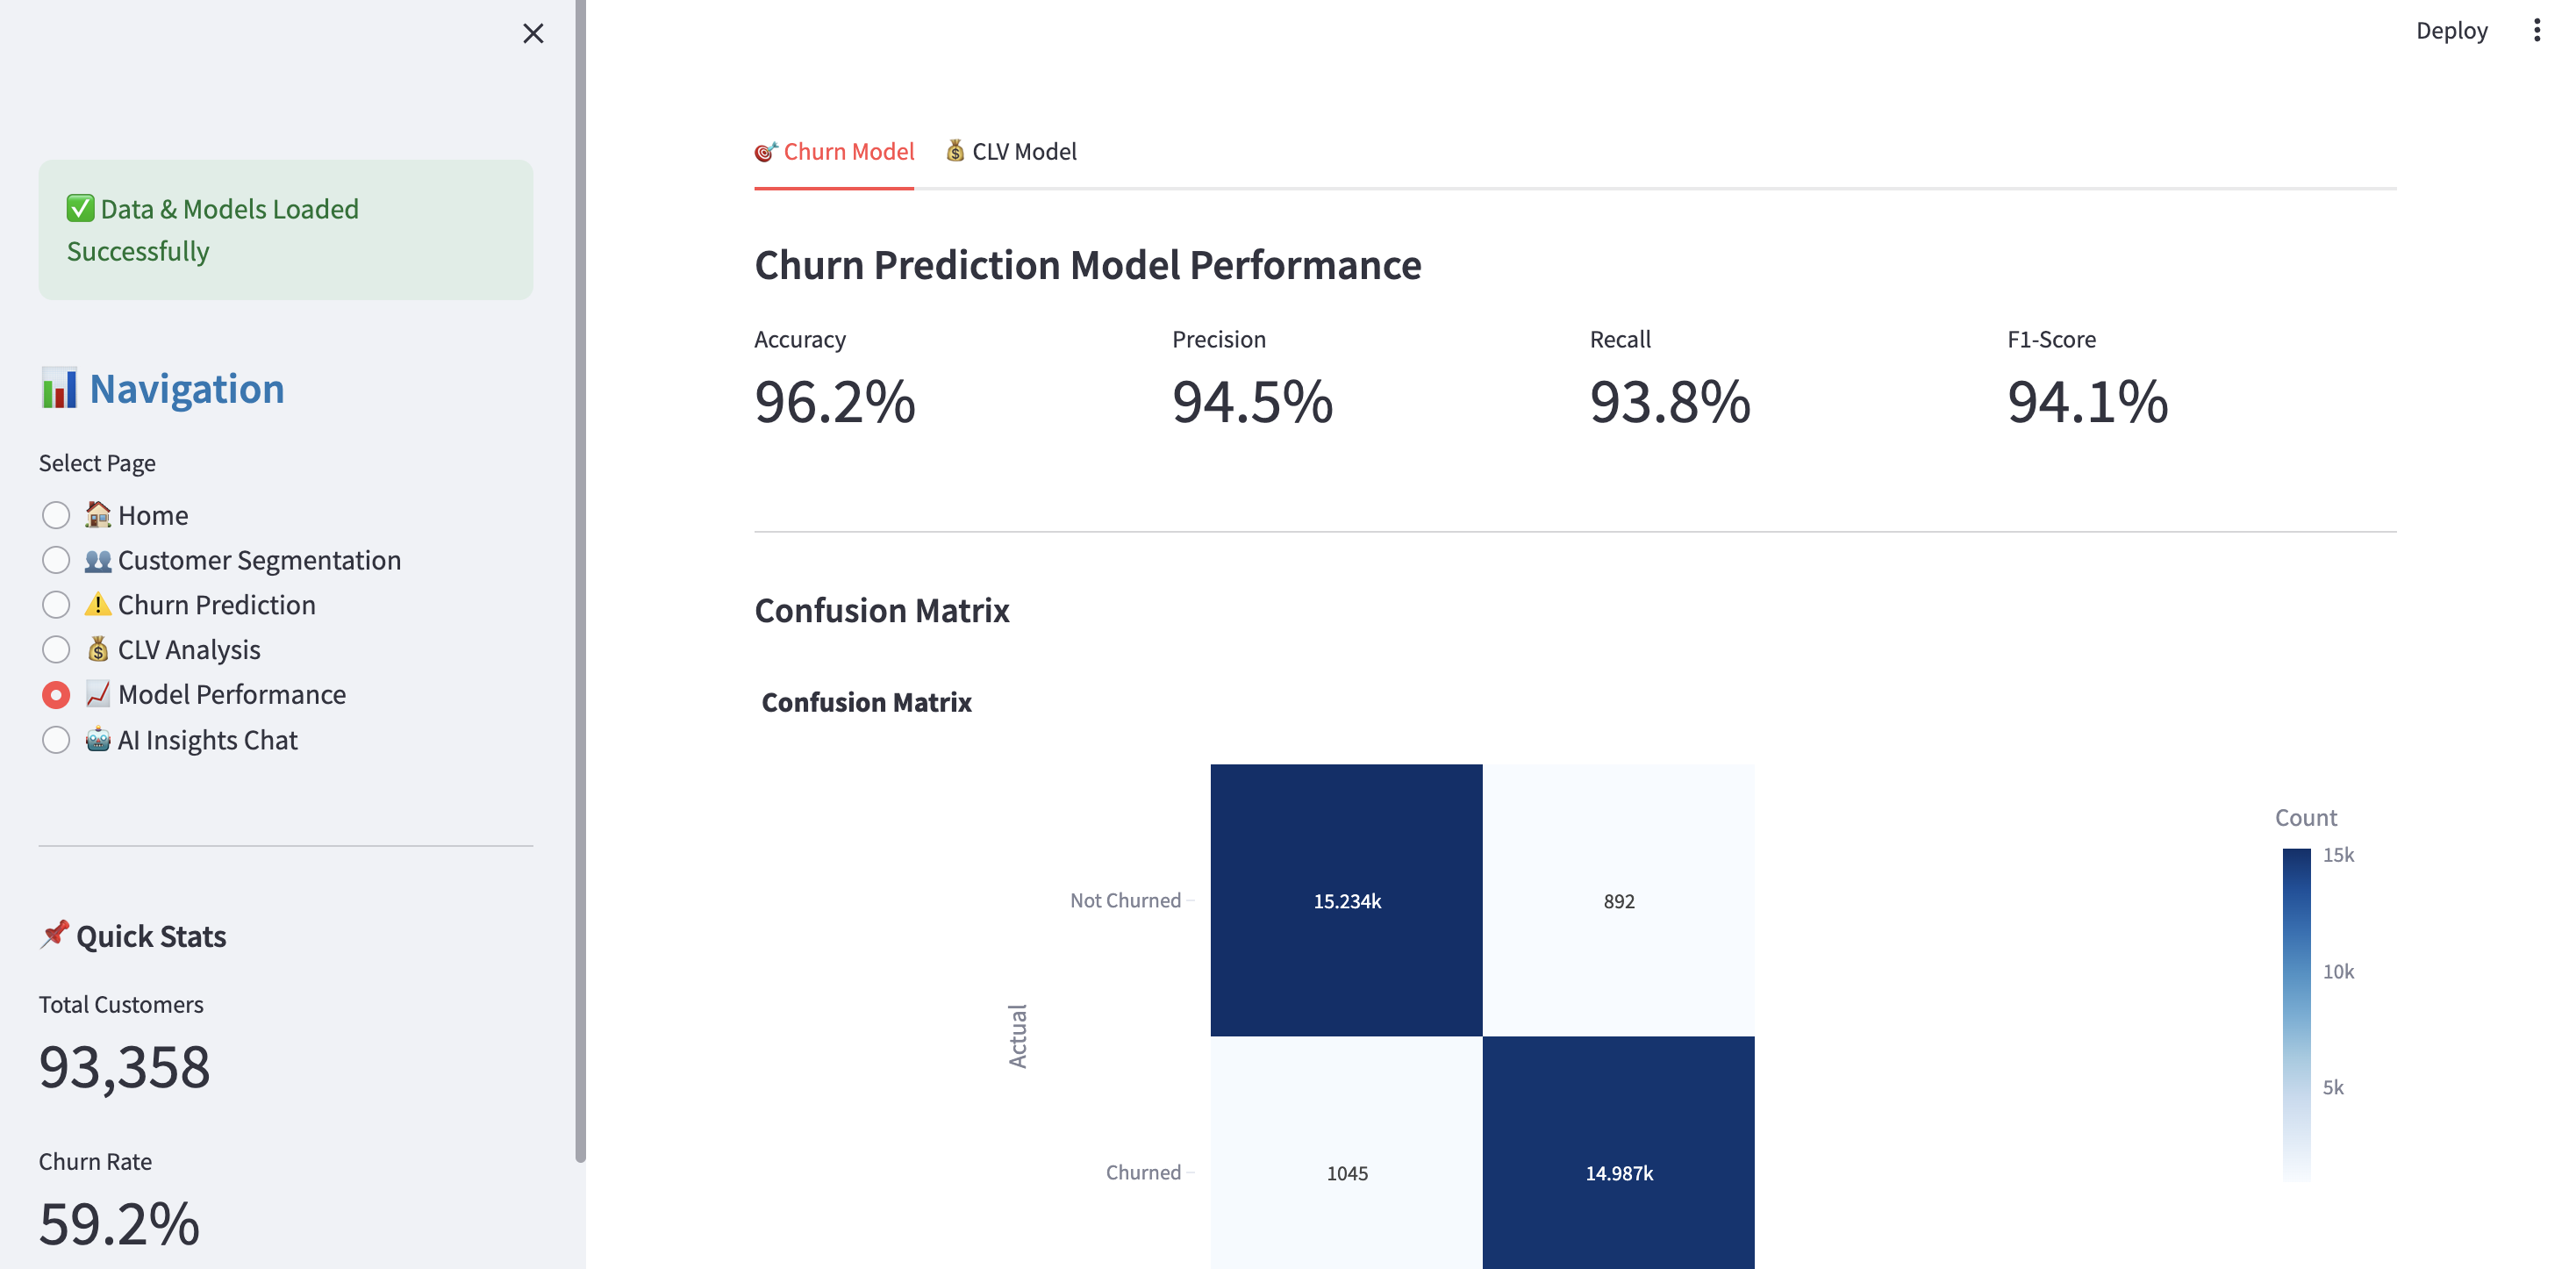 Deploy
✅ Data & Models Loaded
Successfully
📊 Navigation
Select Page
🏠 Home
👥 Customer Segmentation
⚠️ Churn Prediction
💰 CLV Analysis
📈 Model Performance
🤖 AI Insights Chat
📌 Quick Stats
Total Customers
93,358
Churn Rate
59.2%
🎯 Churn Model 💰 CLV Model
Churn Prediction Model Performance
Accuracy Precision Recall F1-Score
96.2% 94.5% 93.8% 94.1%
Confusion Matrix
Confusion Matrix
Not Churned 15.234k 892
Actual
Churned 1045 14.987k
Count
15k
10k
5k